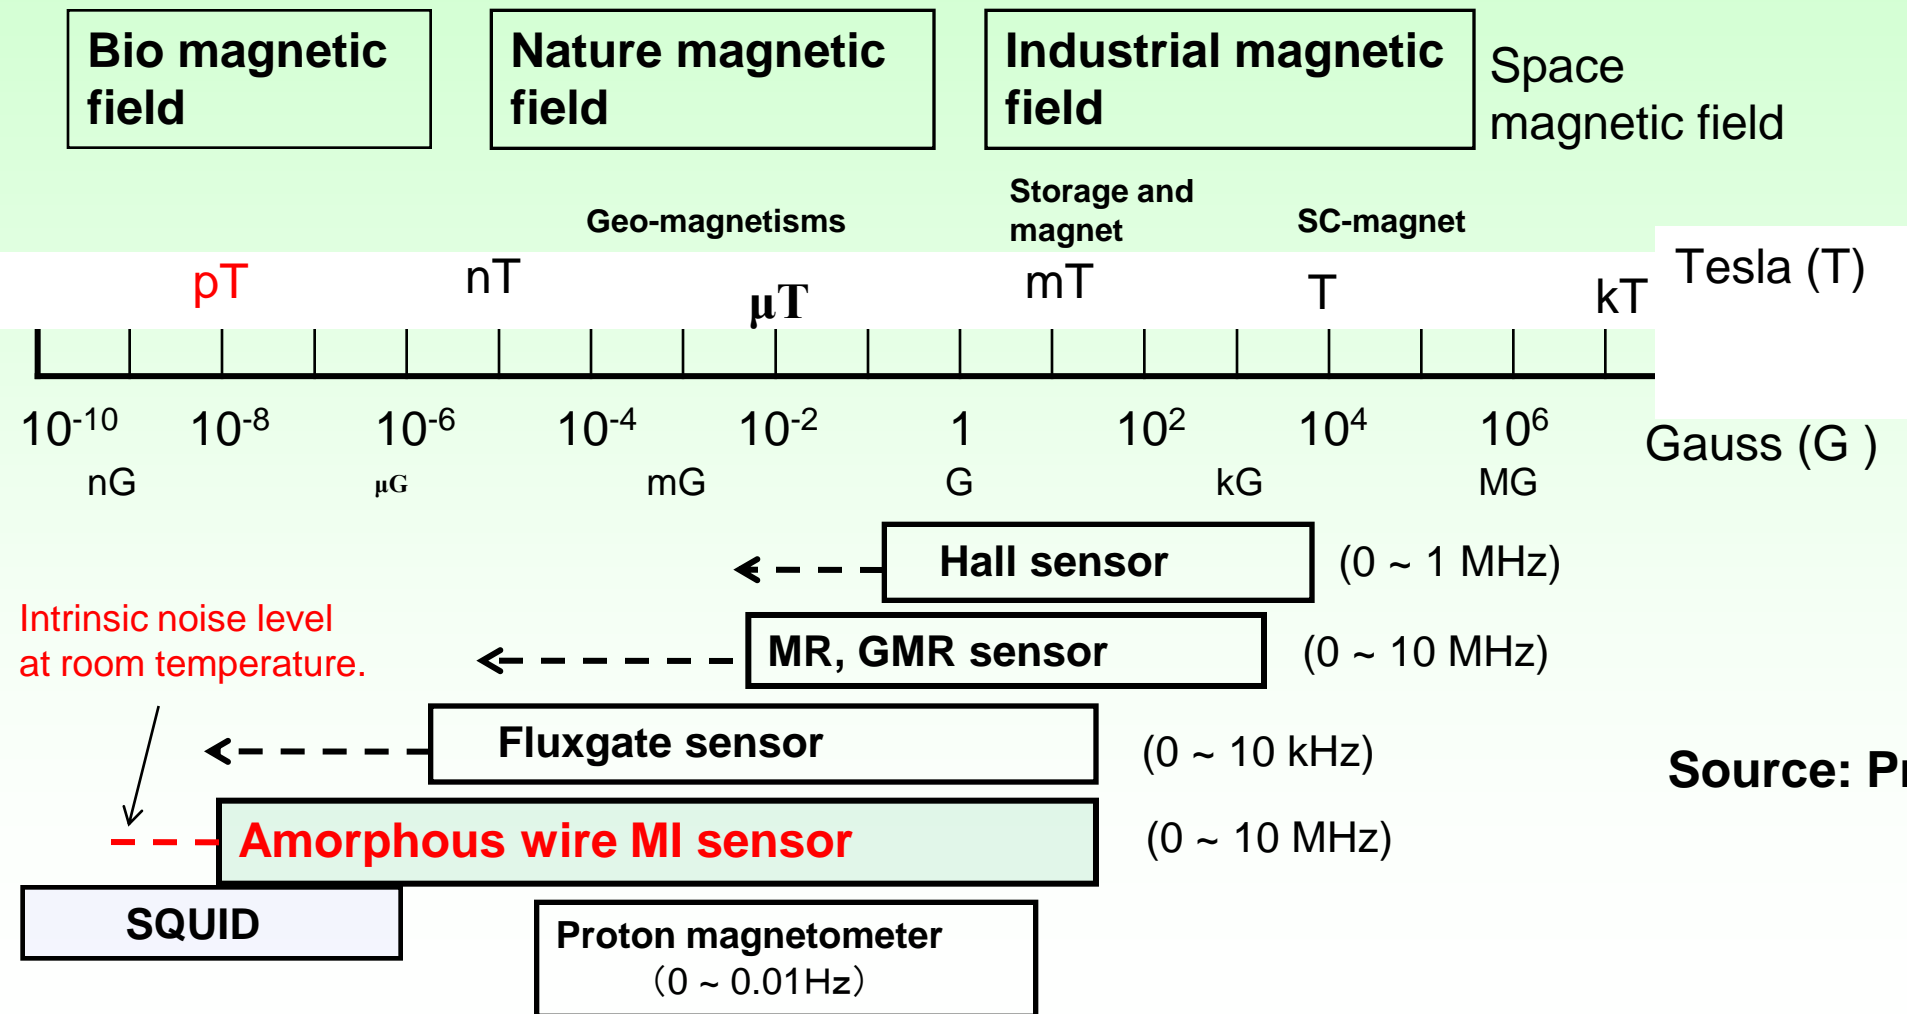 Bio magnetic
field
Nature magnetic
field
Industrial magnetic
field
Space
magnetic field
Geo-magnetisms
Storage and
magnet
SC-magnet
pT nT μT mT T kT Tesla (T)
10⁻¹⁰ 10⁻⁸ 10⁻⁶ 10⁻⁴ 10⁻² 1 10² 10⁴ 10⁶ Gauss (G )
nG μG mG G kG MG
Hall sensor (0 ~ 1 MHz)
Intrinsic noise level
at room temperature.
MR, GMR sensor (0 ~ 10 MHz)
Fluxgate sensor (0 ~ 10 kHz)
Source: Pr
Amorphous wire MI sensor (0 ~ 10 MHz)
SQUID
Proton magnetometer
（0 ~ 0.01Hz）